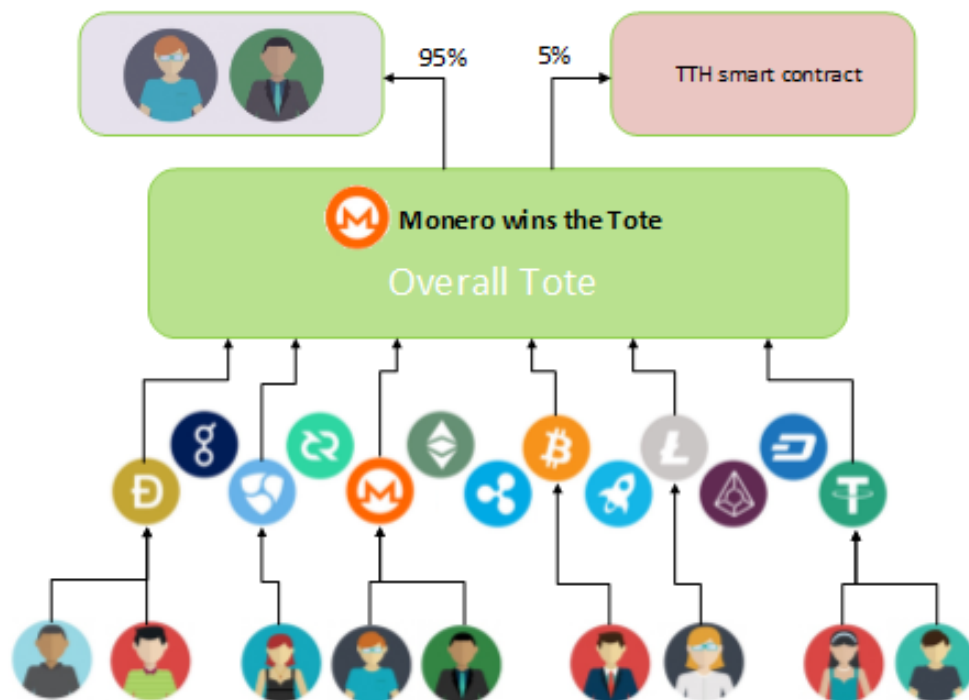 95%
5%
TTH smart contract
Monero wins the Tote
Overall Tote